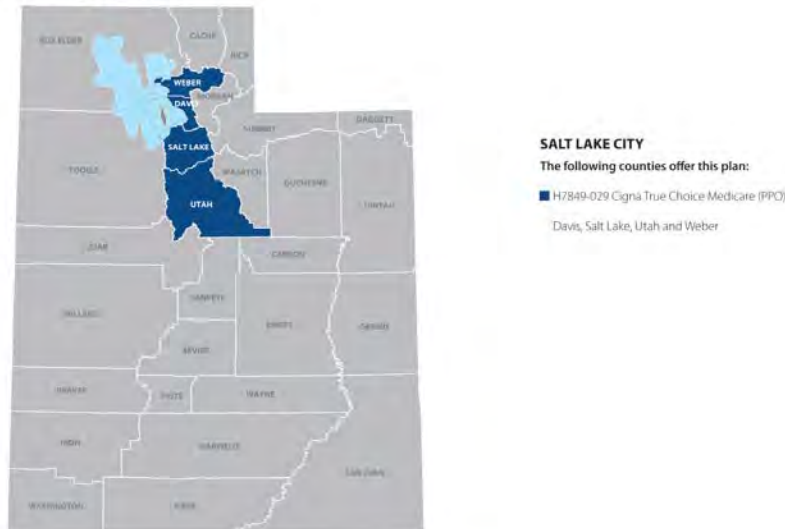 BOX ELDER
CACHE
RICH
WEBER
MORGAN
DAVIS
DAGGETT
SUMMIT
SALT LAKE
TOOELE
WASATCH
DUCHESNE
UINTAH
UTAH
JUAB
CARBON
SANPETE
MILLARD
EMERY
GRAND
SEVIER
BEAVER
PIUTE
WAYNE
IRON
GARFIELD
SAN JUAN
WASHINGTON
KANE
SALT LAKE CITY
The following counties offer this plan:
H7849-029 Cigna True Choice Medicare (PPO)
Davis, Salt Lake, Utah and Weber